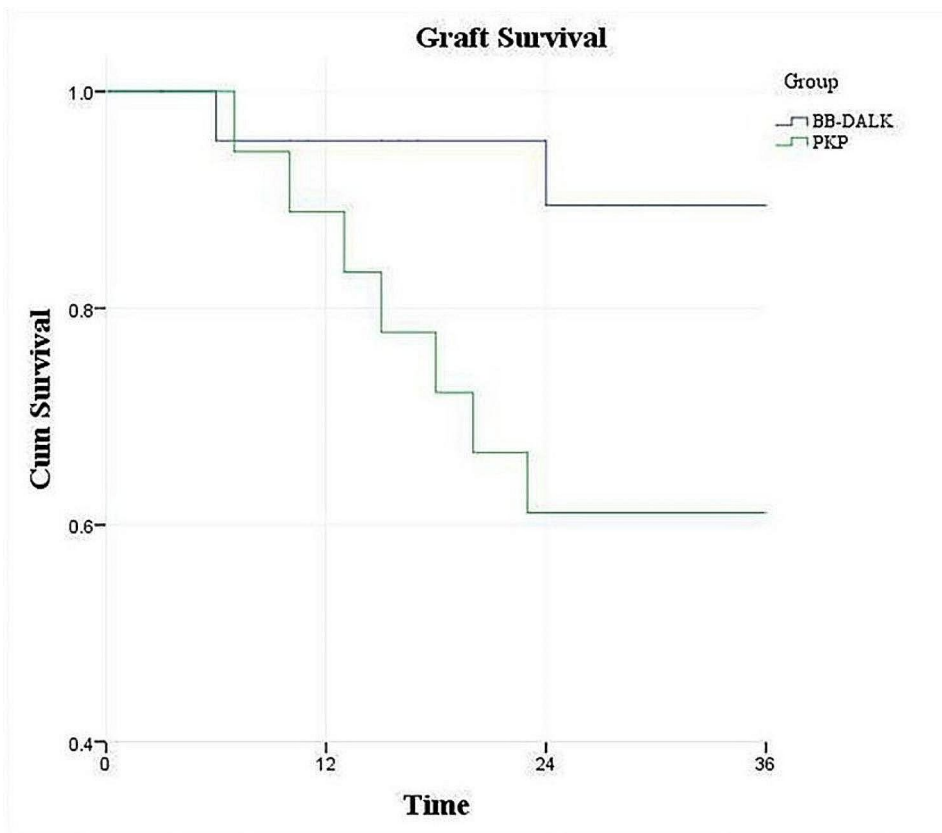 Graft Survival
Group
BB-DALK
PKP
Cum Survival
1.0
0.8
0.6
0.4
0
12
24
36
Time